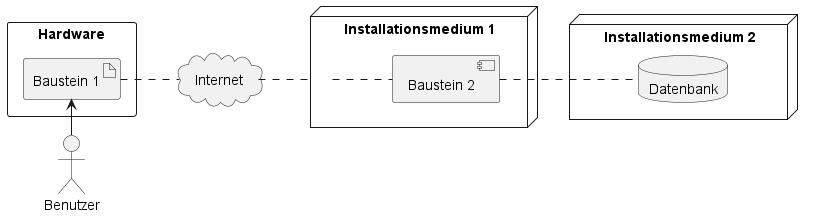 Hardware
Installationsmedium 1
Installationsmedium 2
Baustein 1
Internet
Baustein 2
Datenbank
Benutzer